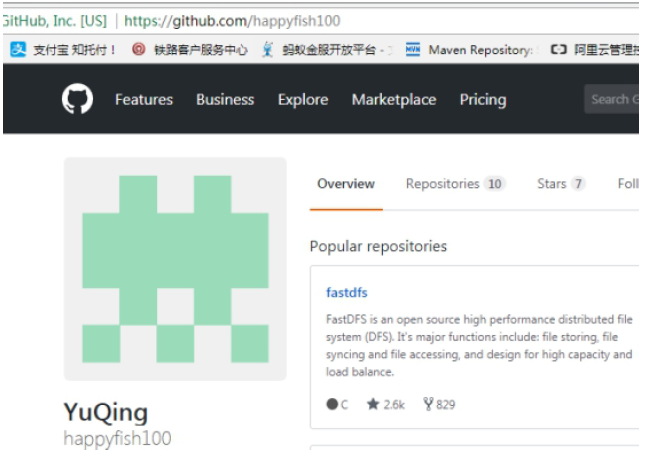 GitHub, Inc. [US] | https://github.com/happyfish100
支付宝 知托付！ 铁路客户服务中心 蚂蚁金服开放平台 - Maven Repository: 阿里云管理控
Features Business Explore Marketplace Pricing Search G
Overview Repositories 10 Stars 7 Foll
Popular repositories
fastdfs
FastDFS is an open source high performance distributed file
system (DFS). It's major functions include: file storing, file
syncing and file accessing, and design for high capacity and
load balance.
C 2.6k 829
YuQing
happyfish100